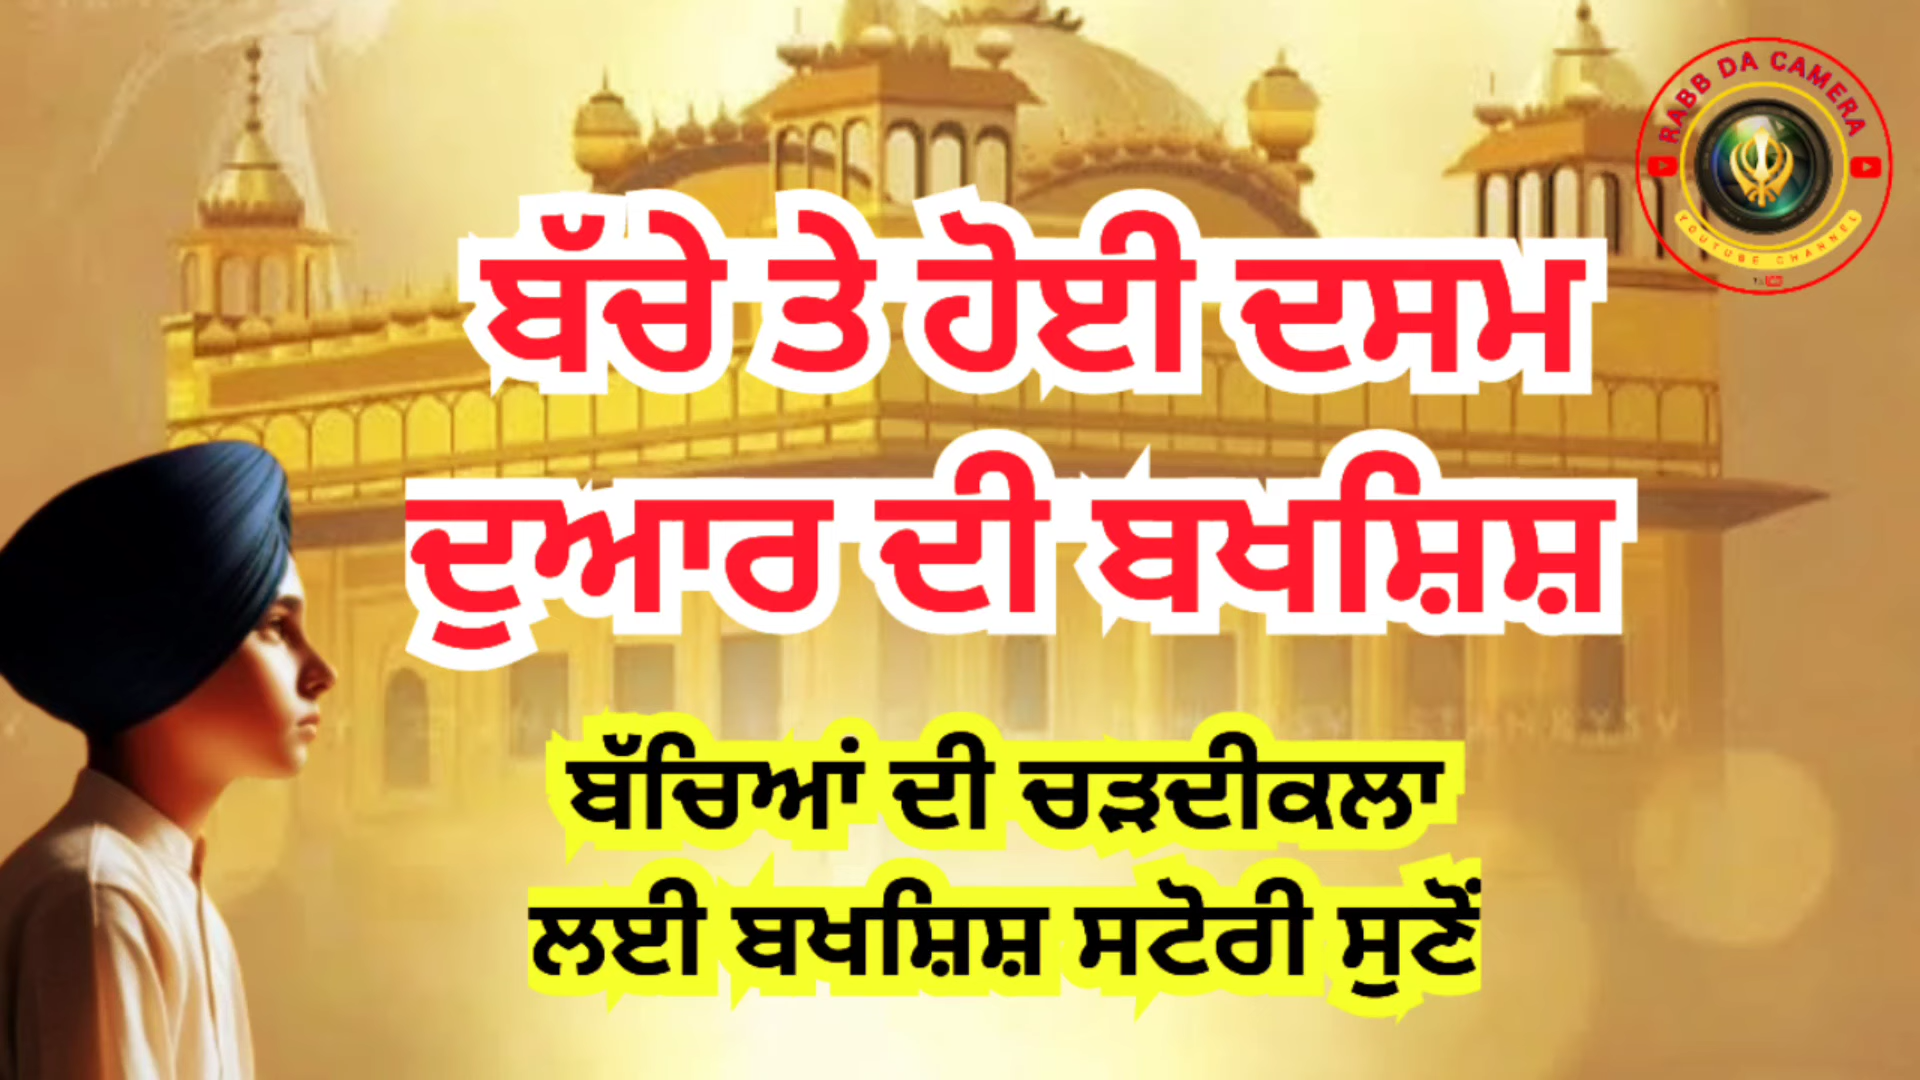 RABB DA CAMERA
YOUTUBE CHANNEL
ਬੱਚੇ ਤੇ ਹੋਈ ਦਸਮ
ਦੁਆਰ ਦੀ ਬਖਸ਼ਿਸ਼
ਬੱਚਿਆਂ ਦੀ ਚੜਦੀਕਲਾ
ਲਈ ਬਖਸ਼ਿਸ਼ ਸਟੋਰੀ ਸੁਣੋਂ